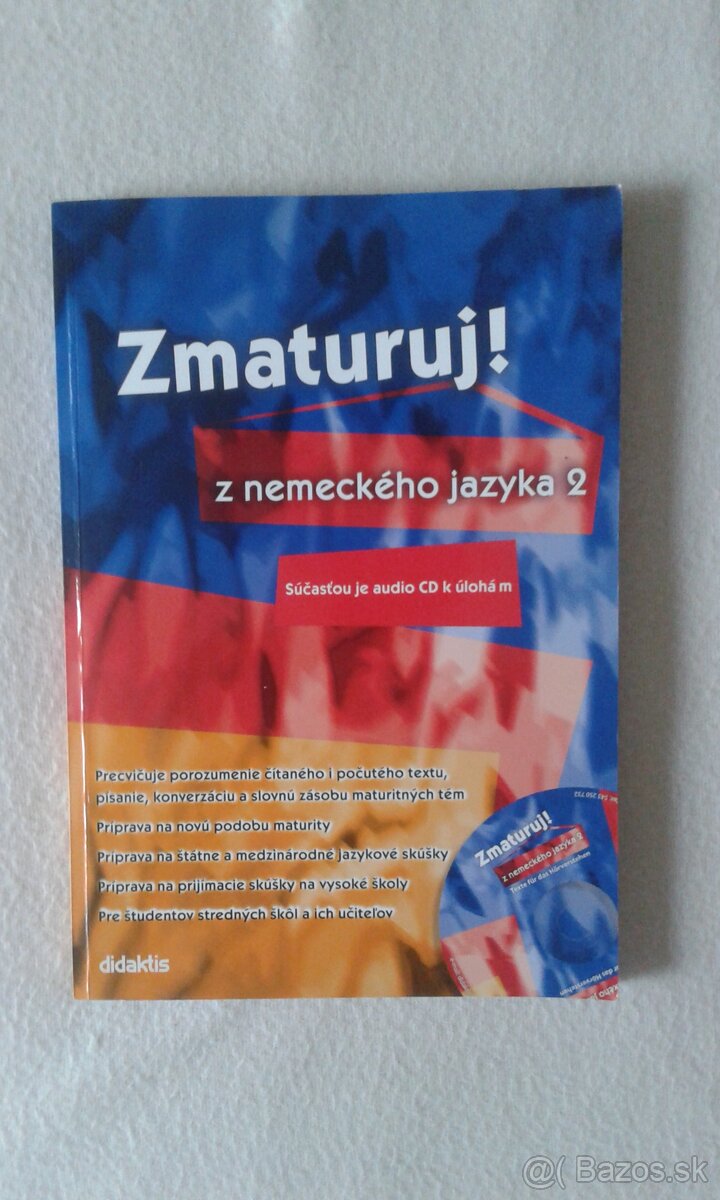 Zmaturuj!
z nemeckého jazyka 2
Súčasťou je audio CD k úlohám
Precvičuje porozumenie čítaného i počutého textu,
písanie, konverzáciu a slovnú zásobu maturitných tém
Príprava na novú podobu maturity
Príprava na štátne a medzinárodné jazykové skúšky
Príprava na prijímacie skúšky na vysoké školy
Pre študentov stredných škôl a ich učiteľov
didaktis
Zmaturuj!
z nemeckého jazyka 2
Texte für das Hörverstehen
@( Bazos.sk